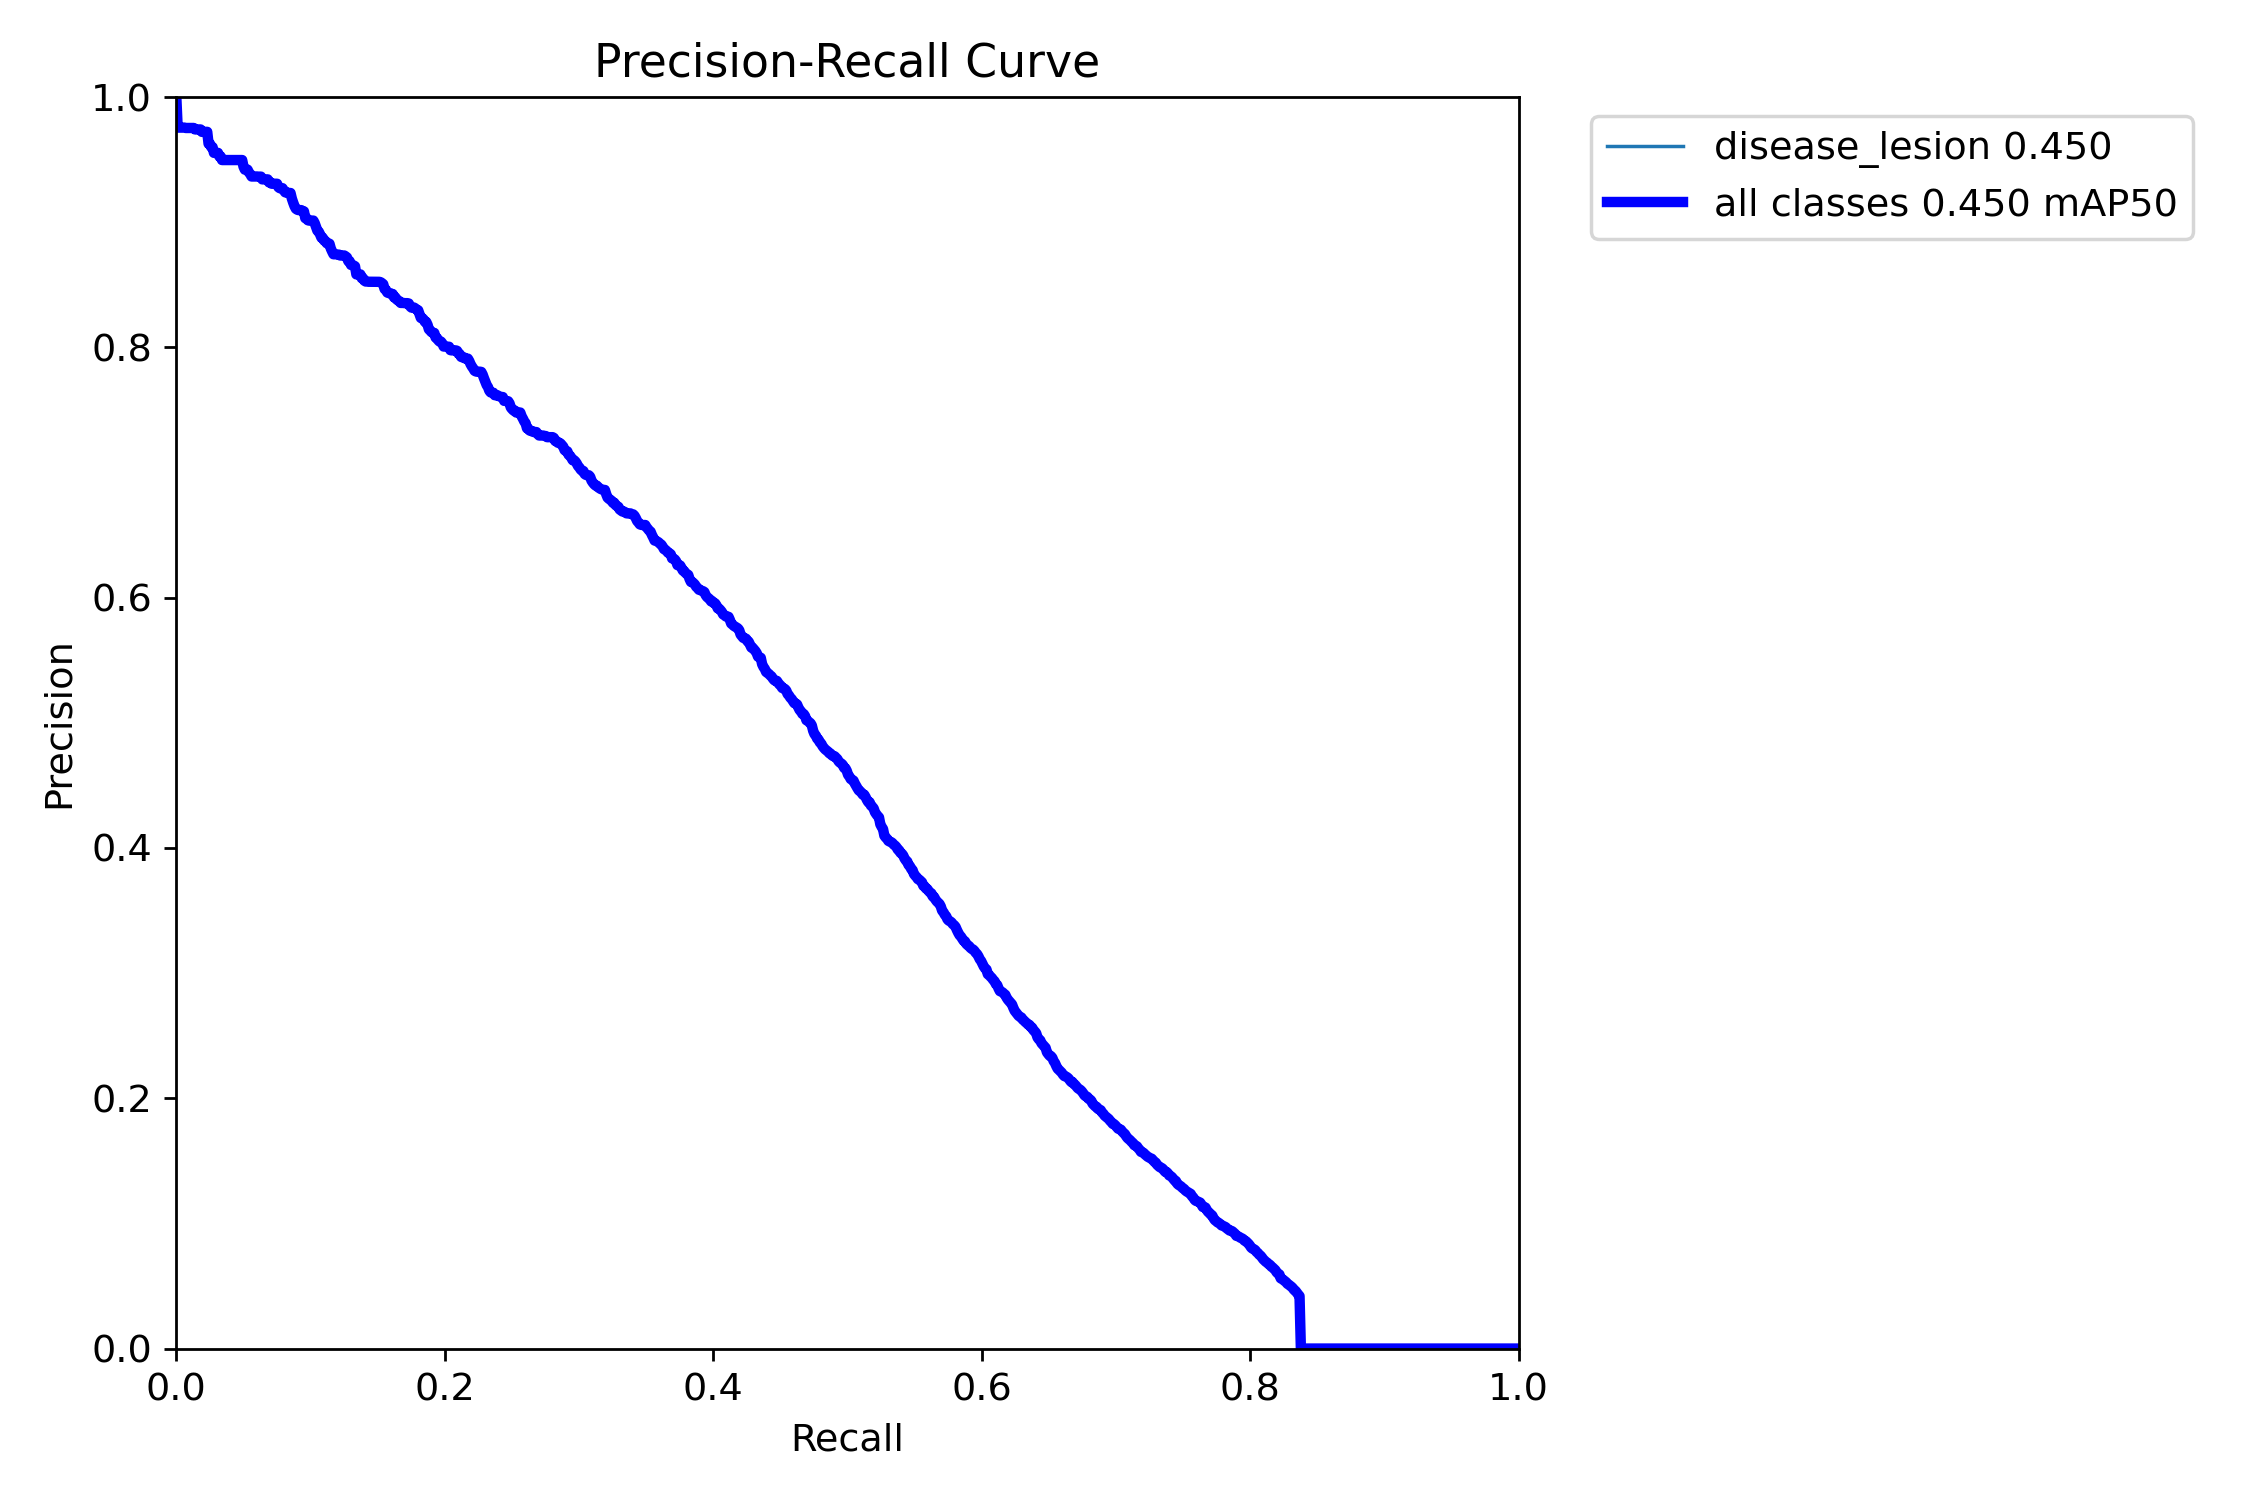 Precision-Recall Curve
1.0
0.8
0.6
0.4
0.2
0.0
Precision
0.0 0.2 0.4 0.6 0.8 1.0
Recall
disease_lesion 0.450
all classes 0.450 mAP50